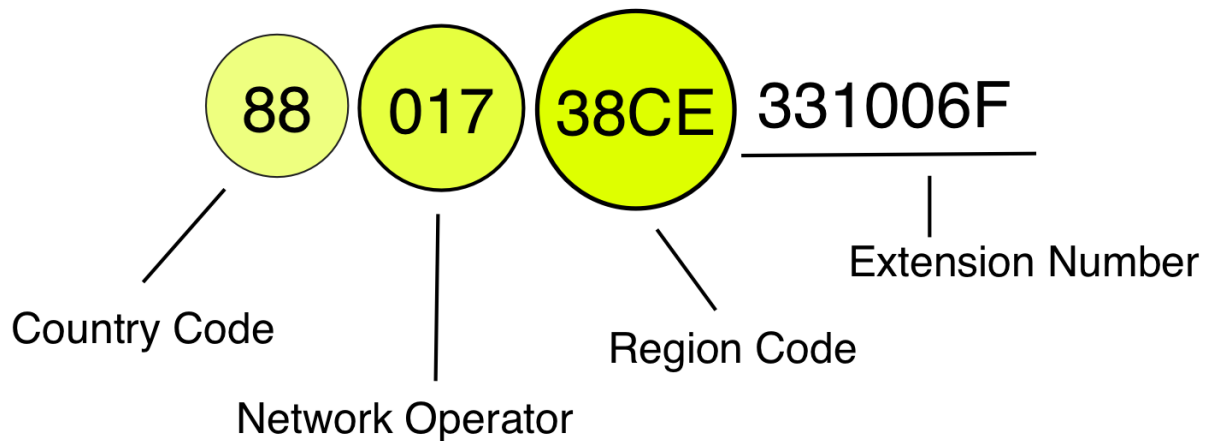 88 017 38CE 331006F
Extension Number
Country Code
Region Code
Network Operator